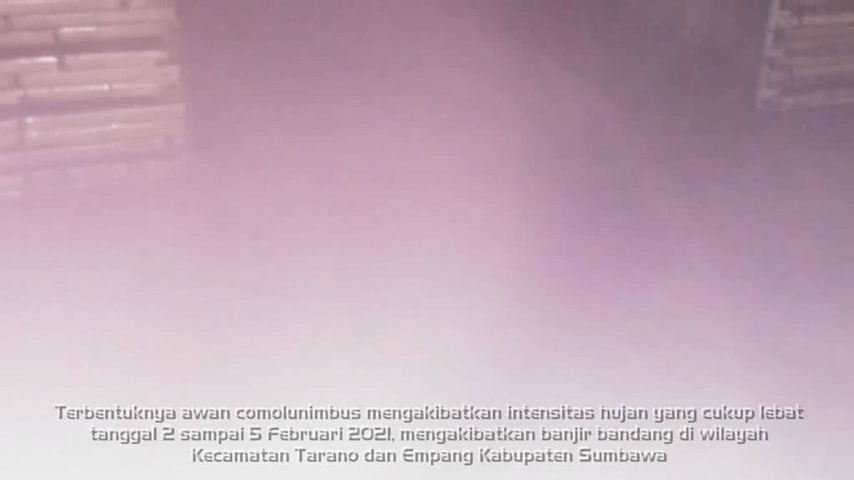 Terbentuknya awan comolunimbus mengakibatkan intensitas hujan yang cukup lebat
tanggal 2 sampai 5 Februari 2021, mengakibatkan banjir bandang di wilayah
Kecamatan Tarano dan Empang Kabupaten Sumbawa